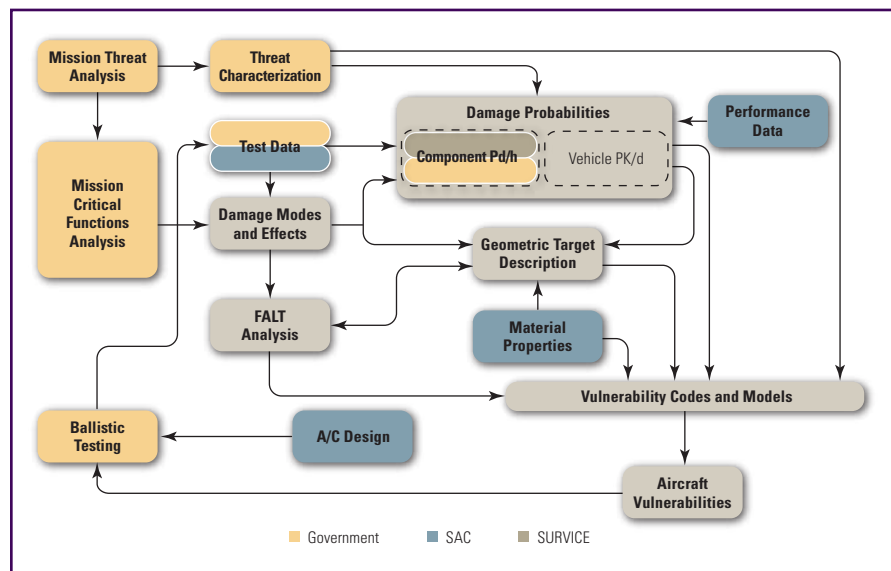 Mission Threat
Analysis
Threat
Characterization
Damage Probabilities
Performance
Data
Test Data
Component Pd/h
Vehicle PK/d
Mission
Critical
Functions
Analysis
Damage Modes
and Effects
Geometric Target
Description
FALT
Analysis
Material
Properties
Vulnerability Codes and Models
Ballistic
Testing
A/C Design
Aircraft
Vulnerabilities
Government
SAC
SURVICE